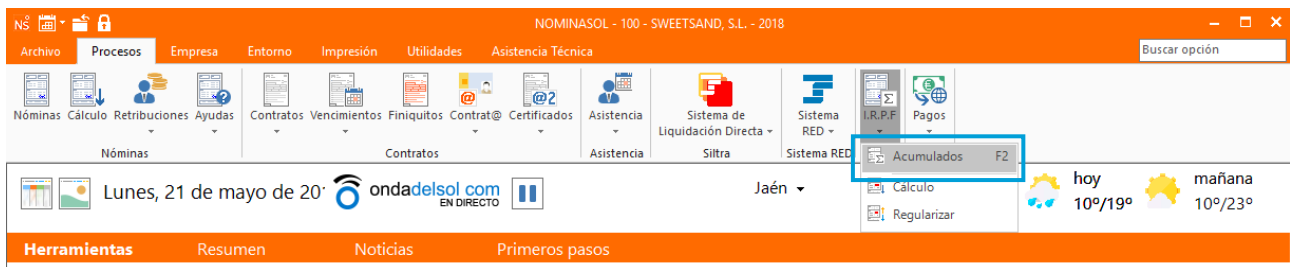 NS
NOMINASOL - 100 - SWEETSAND, S.L. - 2018
Archivo Procesos Empresa Entorno Impresión Utilidades Asistencia Técnica
Buscar opción
Nóminas Cálculo Retribuciones Ayudas
Contratos Vencimientos Finiquitos Contrat@ Certificados
Asistencia
Sistema de
Liquidación Directa
Sistema
RED
I.R.P.F
Pagos
Nóminas
Contratos
Asistencia
Siltra
Sistema RED
Acumulados F2
Cálculo
Regularizar
Lunes, 21 de mayo de 20
ondadelsol com
EN DIRECTO
Jaén
hoy
10º/19º
mañana
10º/23º
Herramientas Resumen Noticias Primeros pasos